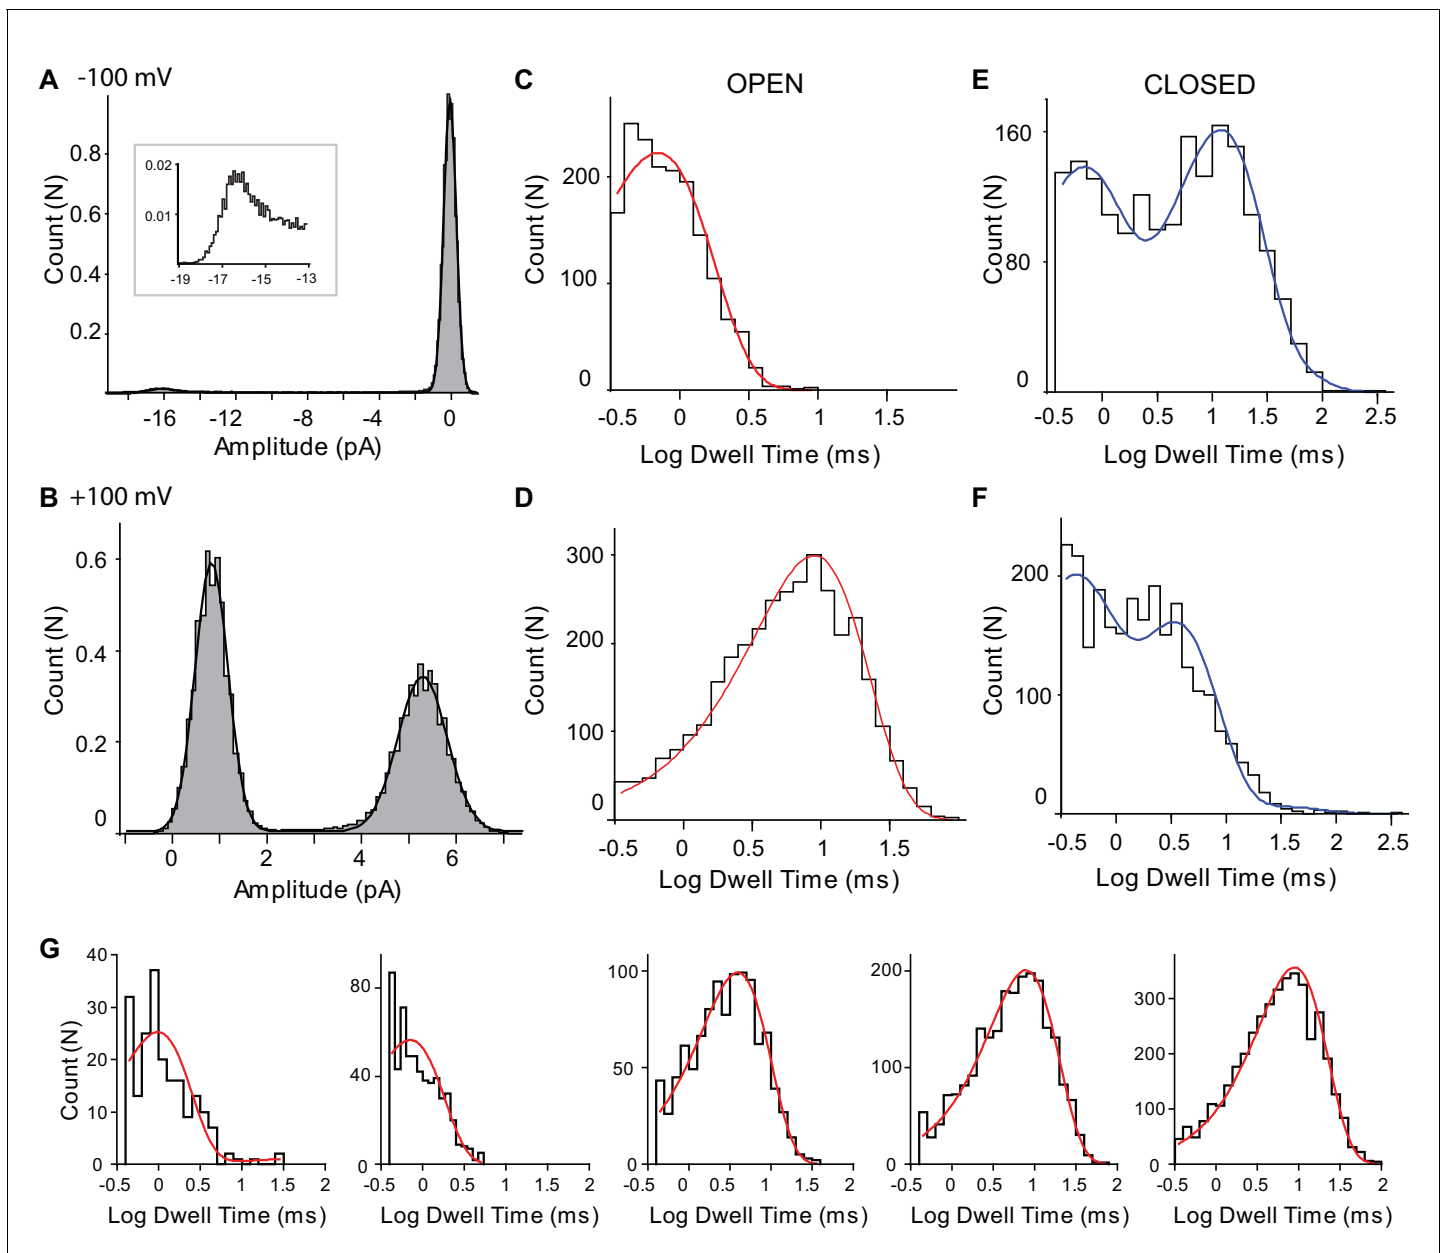 A -100 mV
Count (N)
0.8
0.6
0.4
0.2
0.02
0.01
-19 -17 -15 -13
-16 -12 -8 -4 0
Amplitude (pA)
C OPEN
Count (N)
200
100
0
-0.5 0 0.5 1 1.5
Log Dwell Time (ms)
E CLOSED
Count (N)
160
80
0
-0.5 0 0.5 1 1.5 2 2.5
Log Dwell Time (ms)
B +100 mV
Count (N)
0.6
0.4
0.2
0
0 2 4 6
Amplitude (pA)
D
Count (N)
300
200
100
0
-0.5 0 0.5 1 1.5
Log Dwell Time (ms)
F
Count (N)
200
100
0
-0.5 0 0.5 1 1.5 2 2.5
Log Dwell Time (ms)
G
Count (N)
40
30
20
10
0
-0.5 0 0.5 1 1.5 2
Log Dwell Time (ms)
80
40
0
-0.5 0 0.5 1 1.5 2
Log Dwell Time (ms)
100
50
0
-0.5 0 0.5 1 1.5 2
Log Dwell Time (ms)
200
100
0
-0.5 0 0.5 1 1.5 2
Log Dwell Time (ms)
300
200
100
0
-0.5 0 0.5 1 1.5 2
Log Dwell Time (ms)